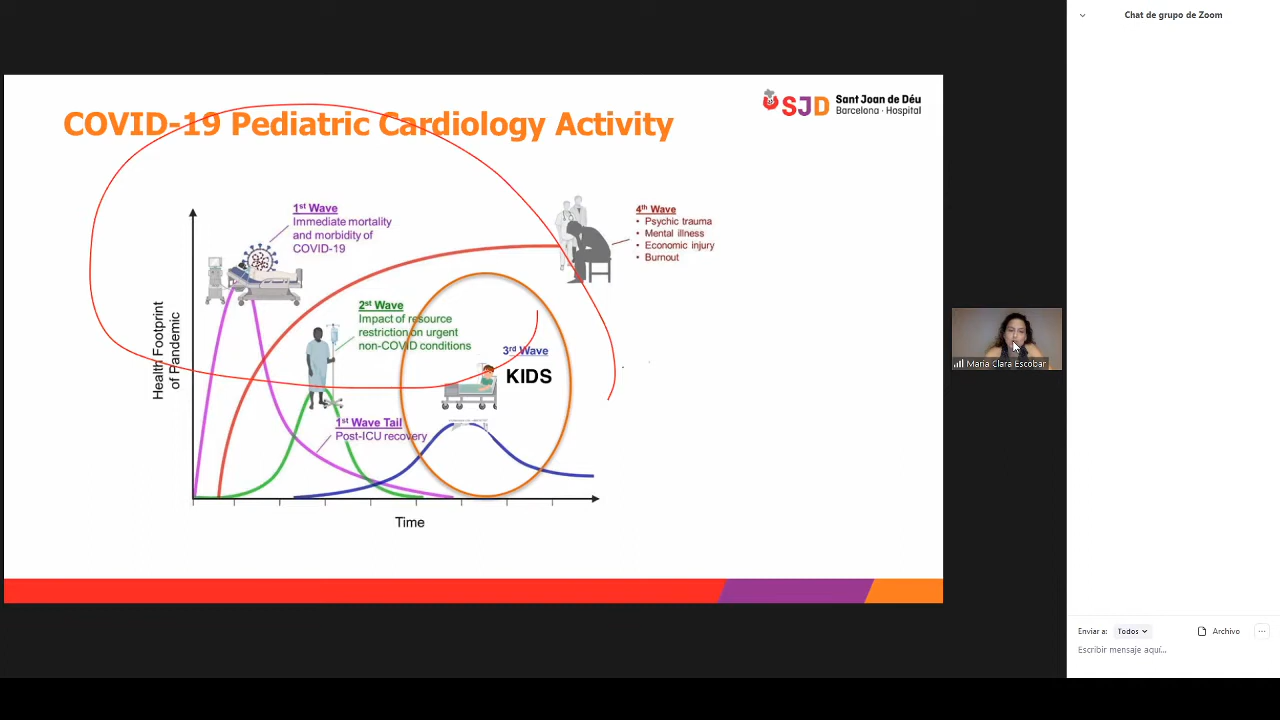 Chat de grupo de Zoom
COVID-19 Pediatric Cardiology Activity
SJD
Sant Joan de Déu
Barcelona · Hospital
1st Wave
Immediate mortality
and morbidity of
COVID-19
4th Wave
• Psychic trauma
• Mental illness
• Economic injury
• Burnout
2st Wave
Impact of resource
restriction on urgent
non-COVID conditions
3rd Wave
KIDS
1st Wave Tail
Post-ICU recovery
Health Footprint
of Pandemic
Time
María Clara Escobar
Enviar a: Todos
Archivo
Escribir mensaje aquí...